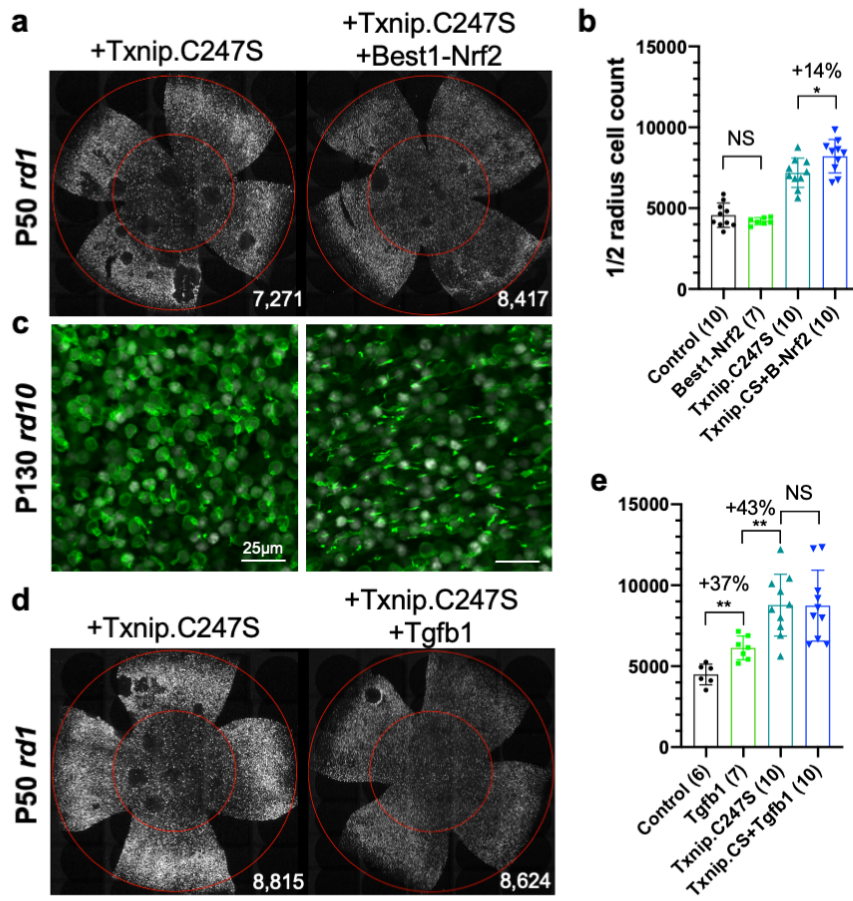 a
+Txnip.C247S
+Txnip.C247S
+Best1-Nrf2
P50 rd1
7,271
8,417
b
1/2 radius cell count
15000
10000
5000
0
NS
+14%
*
Control (10)
Best1-Nrf2 (7)
Txnip.C247S (10)
Txnip.CS+B-Nrf2 (10)
c
P130 rd10
25µm
d
+Txnip.C247S
+Txnip.C247S
+Tgfb1
P50 rd1
8,815
8,624
e
15000
10000
5000
0
+37%
**
+43%
**
NS
Control (6)
Tgfb1 (7)
Txnip.C247S (10)
Txnip.CS+Tgfb1 (10)